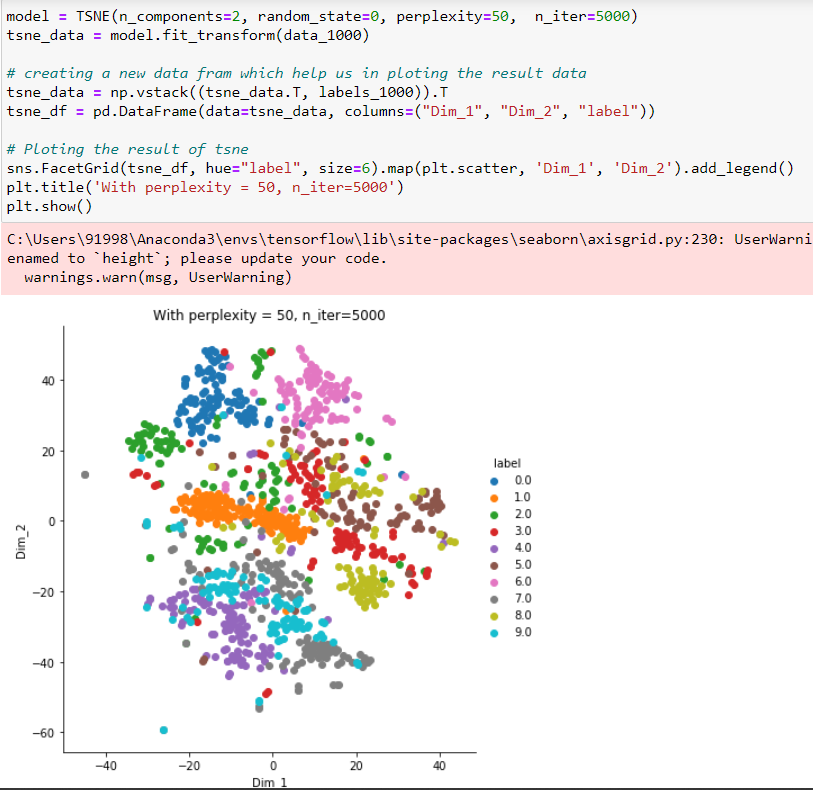 model = TSNE(n_components=2, random_state=0, perplexity=50,  n_iter=5000)
tsne_data = model.fit_transform(data_1000)
# creating a new data fram which help us in ploting the result data
tsne_data = np.vstack((tsne_data.T, labels_1000)).T
tsne_df = pd.DataFrame(data=tsne_data, columns=("Dim_1", "Dim_2", "label"))
# Ploting the result of tsne
sns.FacetGrid(tsne_df, hue="label", size=6).map(plt.scatter, 'Dim_1', 'Dim_2').add_legend()
plt.title('With perplexity = 50, n_iter=5000')
plt.show()
C:\Users\91998\Anaconda3\envs\tensorflow\lib\site-packages\seaborn\axisgrid.py:230: UserWarni
enamed to `height`; please update your code.
  warnings.warn(msg, UserWarning)
With perplexity = 50, n_iter=5000
40
20
0
−20
−40
−60
Dim_2
−40
−20
0
20
40
Dim_1
label
0.0
1.0
2.0
3.0
4.0
5.0
6.0
7.0
8.0
9.0